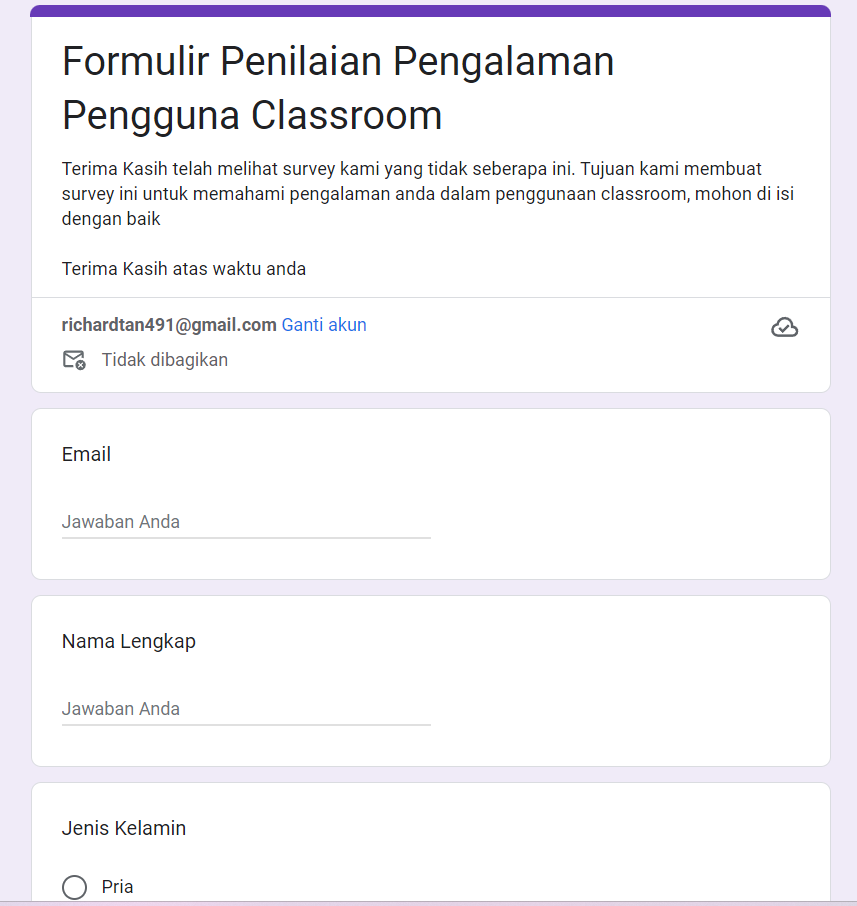 Formulir Penilaian Pengalaman
Pengguna Classroom
Terima Kasih telah melihat survey kami yang tidak seberapa ini. Tujuan kami membuat
survey ini untuk memahami pengalaman anda dalam penggunaan classroom, mohon di isi
dengan baik
Terima Kasih atas waktu anda
richardtan491@gmail.com Ganti akun
Tidak dibagikan
Email
Jawaban Anda
Nama Lengkap
Jawaban Anda
Jenis Kelamin
Pria